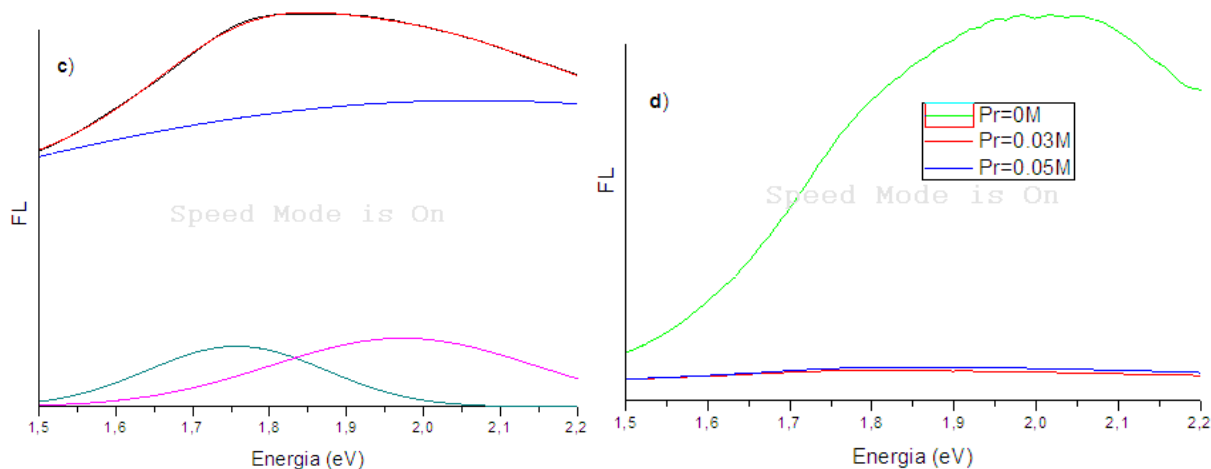 c)
FL
Speed Mode is On
1,5 1,6 1,7 1,8 1,9 2,0 2,1 2,2
Energia (eV)
d)
Pr=0M
Pr=0.03M
Pr=0.05M
FL
Speed Mode is On
1,5 1,6 1,7 1,8 1,9 2,0 2,1 2,2
Energia (eV)